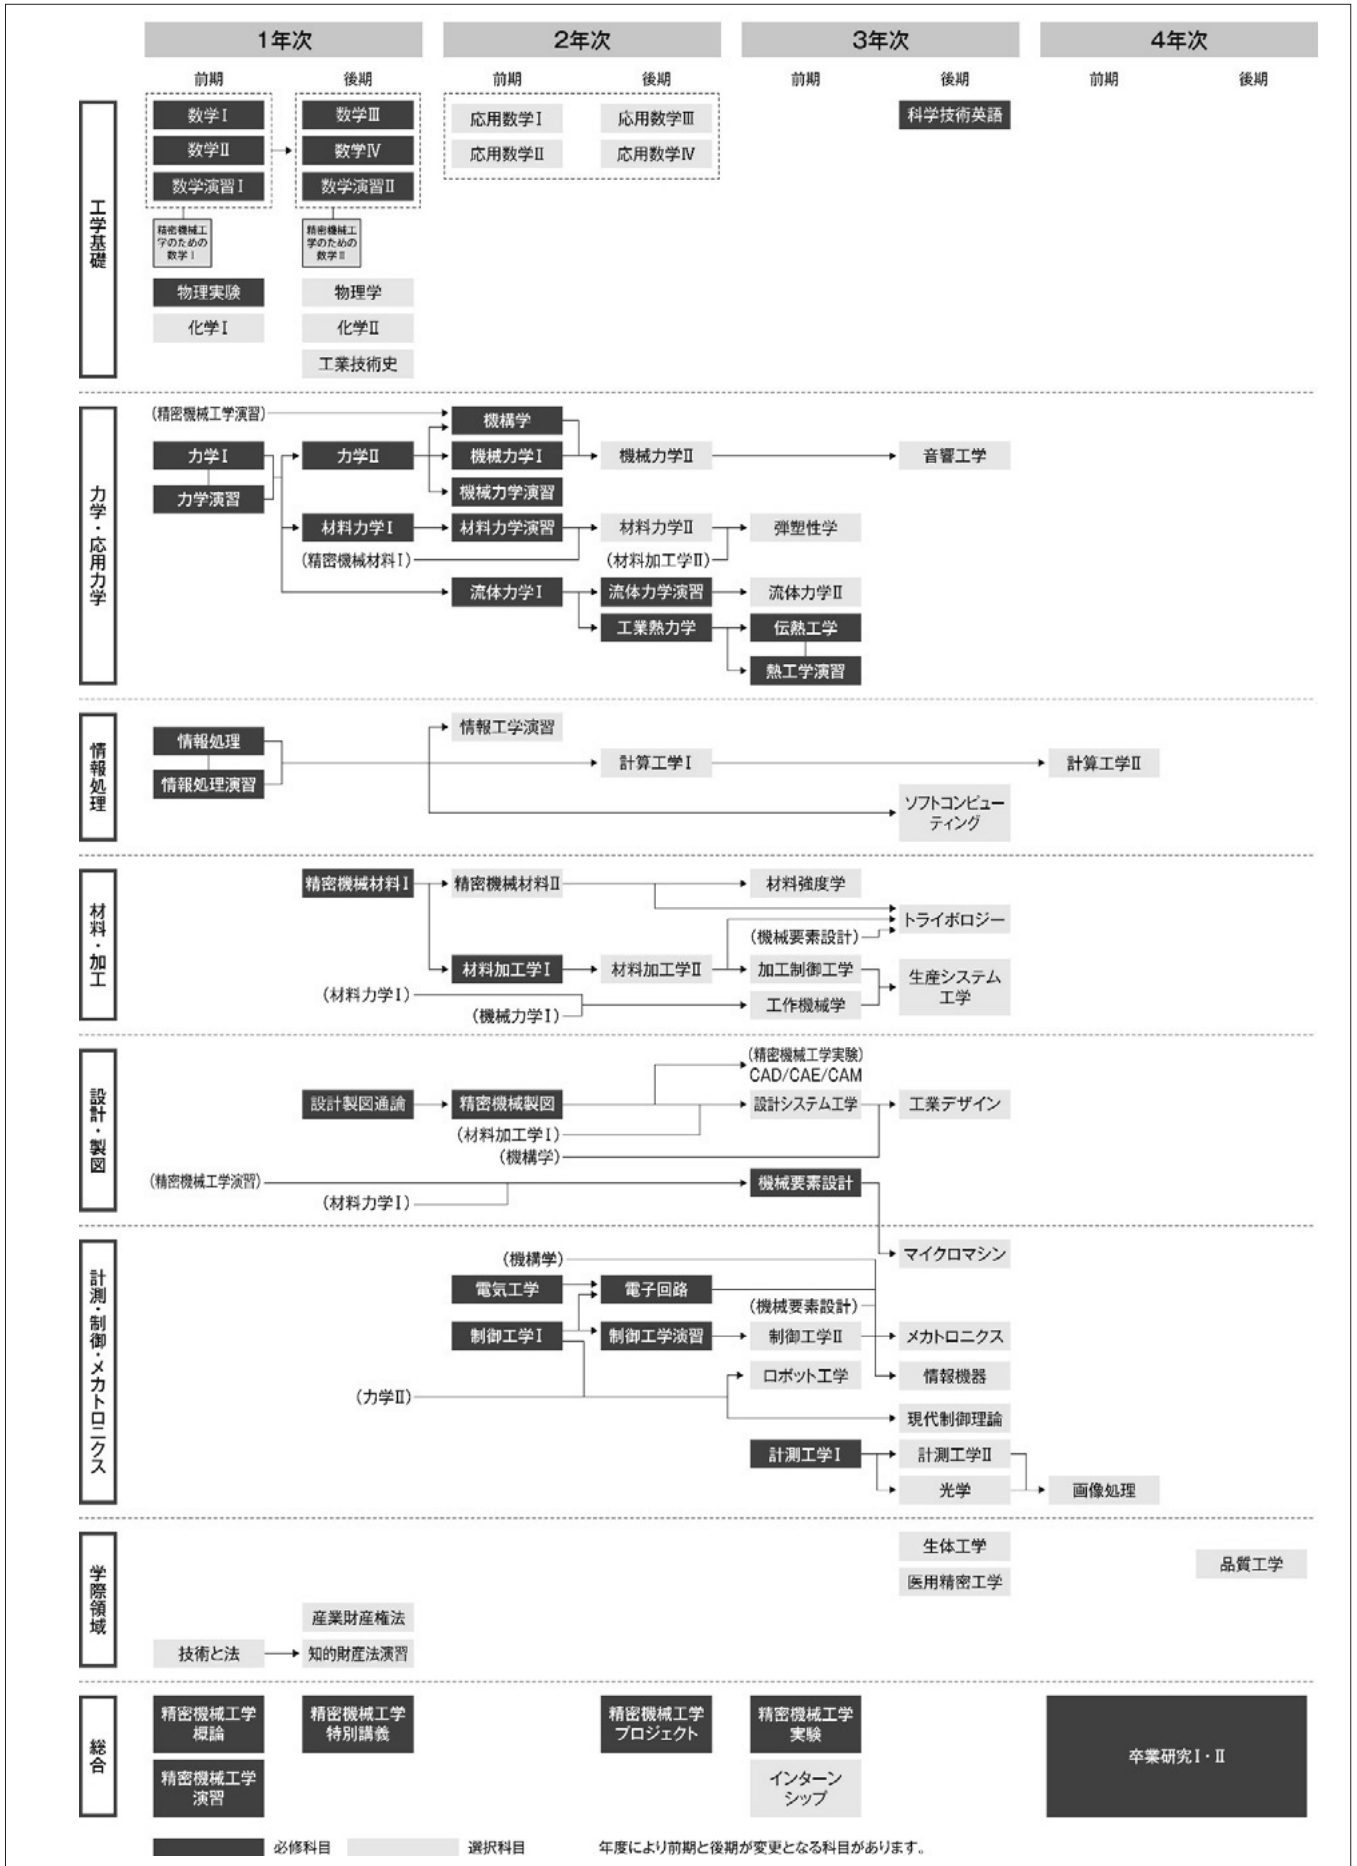 1年次
2年次
3年次
4年次
前期
後期
前期
後期
前期
後期
前期
後期
工学基礎
数学Ⅰ
数学Ⅲ
応用数学Ⅰ
応用数学Ⅲ
科学技術英語
数学Ⅱ
数学Ⅳ
応用数学Ⅱ
応用数学Ⅳ
数学演習Ⅰ
数学演習Ⅱ
精密機械工
学のための
数学Ⅰ
精密機械工
学のための
数学Ⅱ
物理実験
物理学
化学Ⅰ
化学Ⅱ
工業技術史
力学・応用力学
(精密機械工学演習)
機構学
力学Ⅰ
力学Ⅱ
機械力学Ⅰ
機械力学Ⅱ
音響工学
力学演習
機械力学演習
材料力学Ⅰ
材料力学演習
材料力学Ⅱ
弾塑性学
(精密機械材料Ⅰ)
(材料加工学Ⅱ)
流体力学Ⅰ
流体力学演習
流体力学Ⅱ
工業熱力学
伝熱工学
熱工学演習
情報処理
情報処理
情報工学演習
情報処理演習
計算工学Ⅰ
計算工学Ⅱ
ソフトコンピュー
ティング
材料・加工
精密機械材料Ⅰ
精密機械材料Ⅱ
材料強度学
トライボロジー
(機械要素設計)
材料加工学Ⅰ
材料加工学Ⅱ
加工制御工学
生産システム
工学
(材料力学Ⅰ)
(機械力学Ⅰ)
工作機械学
設計・製図
(精密機械工学実験)
CAD/CAE/CAM
設計製図通論
精密機械製図
設計システム工学
工業デザイン
(材料加工学Ⅰ)
(機構学)
(精密機械工学演習)
機械要素設計
(材料力学Ⅰ)
計測・制御・メカトロニクス
マイクロマシン
(機構学)
電気工学
電子回路
(機械要素設計)
制御工学Ⅰ
制御工学演習
制御工学Ⅱ
メカトロニクス
ロボット工学
情報機器
(力学Ⅱ)
現代制御理論
計測工学Ⅰ
計測工学Ⅱ
光学
画像処理
学際領域
生体工学
品質工学
医用精密工学
産業財産権法
技術と法
知的財産法演習
総合
精密機械工学
概論
精密機械工学
特別講義
精密機械工学
プロジェクト
精密機械工学
実験
卒業研究Ⅰ・Ⅱ
精密機械工学
演習
インターン
シップ
必修科目
選択科目
年度により前期と後期が変更となる科目があります。